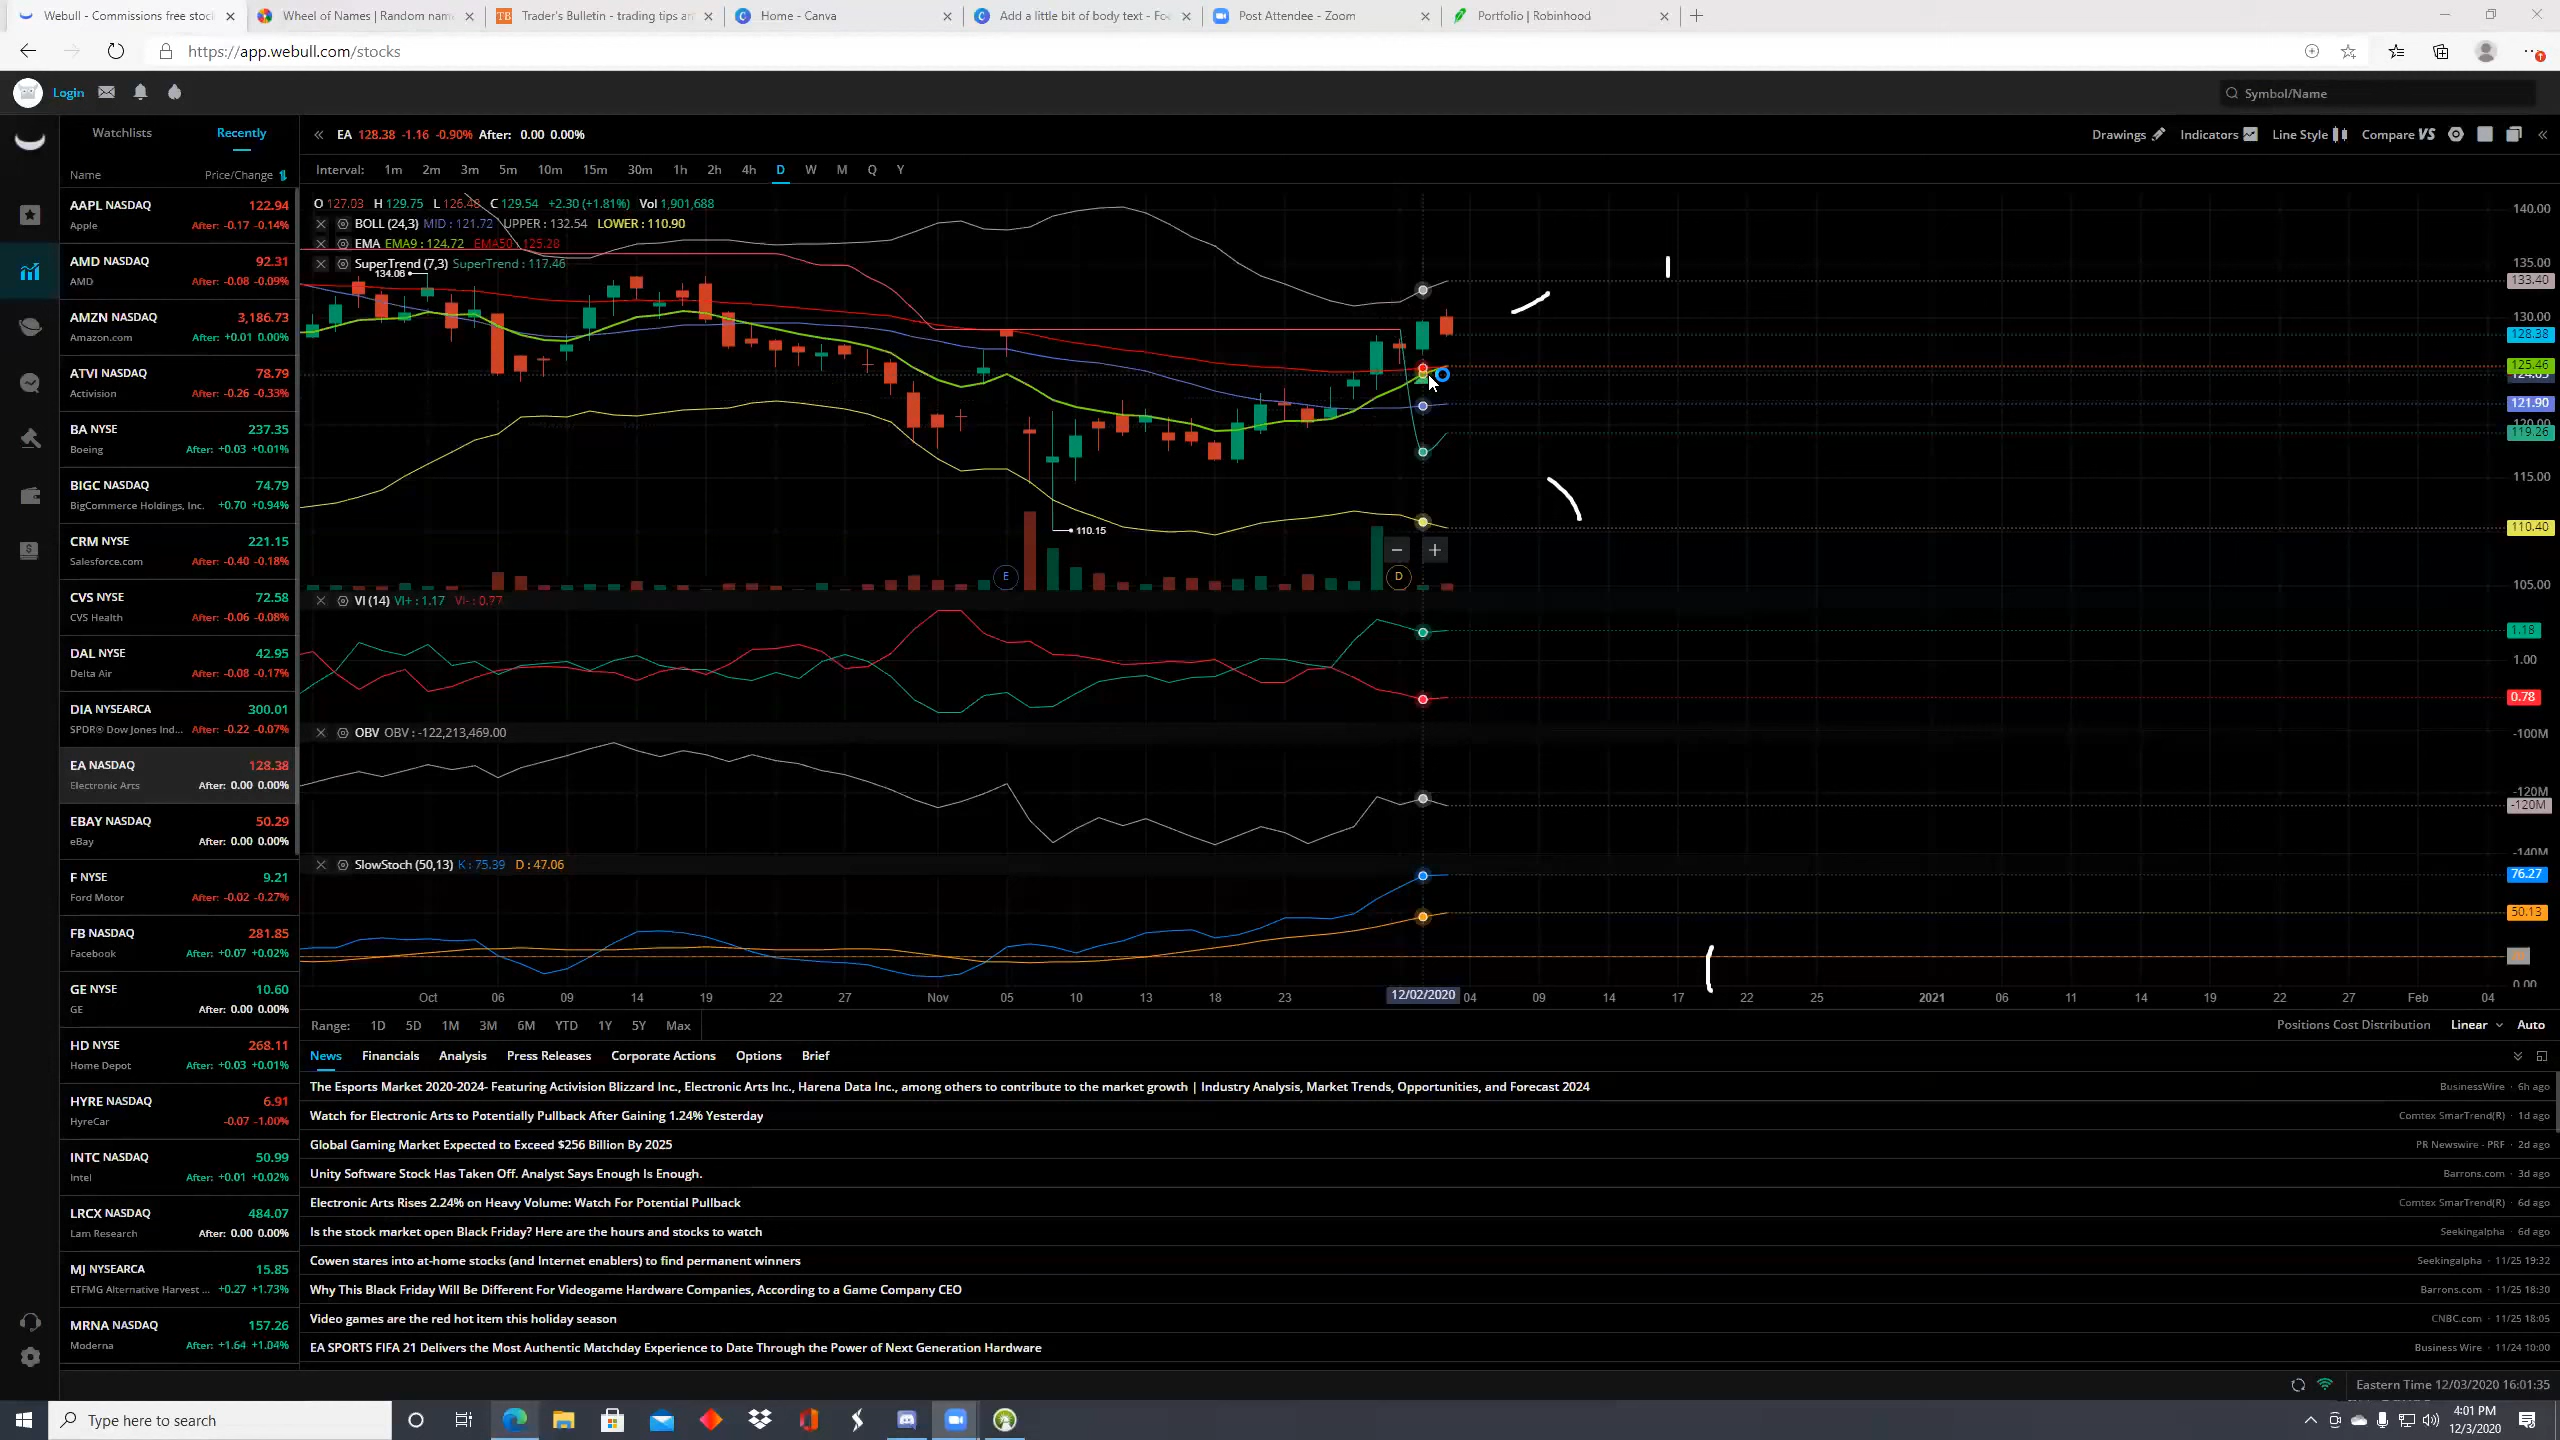 Webull - Commissions free stoc
Wheel of Names | Random nam
Trader's Bulletin - trading tips an
Home - Canva
Add a little bit of body text - Fo
Post Attendee - Zoom
Portfolio | Robinhood
https://app.webull.com/stocks
Login
Symbol/Name
Watchlists Recently
EA 128.38 -1.16 -0.90% After: 0.00 0.00%
Drawings Indicators Line Style Compare VS
Name Price/Change
Interval: 1m 2m 3m 5m 10m 15m 30m 1h 2h 4h D W M Q Y
AAPL NASDAQ 122.94
Apple After: -0.17 -0.14%
AMD NASDAQ 92.31
AMD After: -0.08 -0.09%
AMZN NASDAQ 3,186.73
Amazon.com After: +0.01 0.00%
ATVI NASDAQ 78.79
Activision After: -0.26 -0.33%
BA NYSE 237.35
Boeing After: +0.03 +0.01%
BIGC NASDAQ 74.79
BigCommerce Holdings, Inc. +0.70 +0.94%
CRM NYSE 221.15
Salesforce.com After: -0.40 -0.18%
CVS NYSE 72.58
CVS Health After: -0.06 -0.08%
DAL NYSE 42.95
Delta Air After: -0.08 -0.17%
DIA NYSEARCA 300.01
SPDR® Dow Jones Ind... After: -0.22 -0.07%
EA NASDAQ 128.38
Electronic Arts After: 0.00 0.00%
EBAY NASDAQ 50.29
eBay After: 0.00 0.00%
F NYSE 9.21
Ford Motor After: -0.02 -0.27%
FB NASDAQ 281.85
Facebook After: +0.07 +0.02%
GE NYSE 10.60
GE After: 0.00 0.00%
HD NYSE 268.11
Home Depot After: +0.03 +0.01%
HYRE NASDAQ 6.91
HyreCar -0.07 -1.00%
INTC NASDAQ 50.99
Intel After: +0.01 +0.02%
LRCX NASDAQ 484.07
Lam Research After: 0.00 0.00%
MJ NYSEARCA 15.85
ETFMG Alternative Harvest ... +0.27 +1.73%
MRNA NASDAQ 157.26
Moderna After: +1.64 +1.04%
O 127.03 H 129.75 L 126.48 C 129.54 +2.30 (+1.81%) Vol 1,901,688
BOLL (24,3) MID : 121.72 UPPER : 132.54 LOWER : 110.90
EMA EMA9 : 124.72 EMA50 : 125.28
SuperTrend (7,3) SuperTrend : 117.46
134.06
110.15
E
D
140.00
135.00
133.40
130.00
128.38
125.46
121.90
119.26
115.00
110.40
105.00
VI (14) VI+ : 1.17 VI- : 0.77
1.18
1.00
0.78
OBV OBV : -122,213,469.00
-100M
-120M
-120M
-140M
SlowStoch (50,13) K : 75.39 D : 47.06
76.27
50.13
0.00
Oct 06 09 14 19 22 27 Nov 05 10 13 18 23 12/02/2020 04 09 14 17 22 25 2021 06 11 14 19 22 27 Feb 04
Range: 1D 5D 1M 3M 6M YTD 1Y 5Y Max
Positions Cost Distribution Linear Auto
News Financials Analysis Press Releases Corporate Actions Options Brief
The Esports Market 2020-2024- Featuring Activision Blizzard Inc., Electronic Arts Inc., Harena Data Inc., among others to contribute to the market growth | Industry Analysis, Market Trends, Opportunities, and Forecast 2024 BusinessWire · 6h ago
Watch for Electronic Arts to Potentially Pullback After Gaining 1.24% Yesterday Comtex SmarTrend(R) · 1d ago
Global Gaming Market Expected to Exceed $256 Billion By 2025 PR Newswire - PRF · 2d ago
Unity Software Stock Has Taken Off. Analyst Says Enough Is Enough. Barrons.com · 3d ago
Electronic Arts Rises 2.24% on Heavy Volume: Watch For Potential Pullback Comtex SmarTrend(R) · 6d ago
Is the stock market open Black Friday? Here are the hours and stocks to watch Seekingalpha · 6d ago
Cowen stares into at-home stocks (and Internet enablers) to find permanent winners Seekingalpha · 11/25 19:32
Why This Black Friday Will Be Different For Videogame Hardware Companies, According to a Game Company CEO Barrons.com · 11/25 18:30
Video games are the red hot item this holiday season CNBC.com · 11/25 18:05
EA SPORTS FIFA 21 Delivers the Most Authentic Matchday Experience to Date Through the Power of Next Generation Hardware Business Wire · 11/24 10:00
Eastern Time 12/03/2020 16:01:35
Type here to search
4:01 PM
12/3/2020